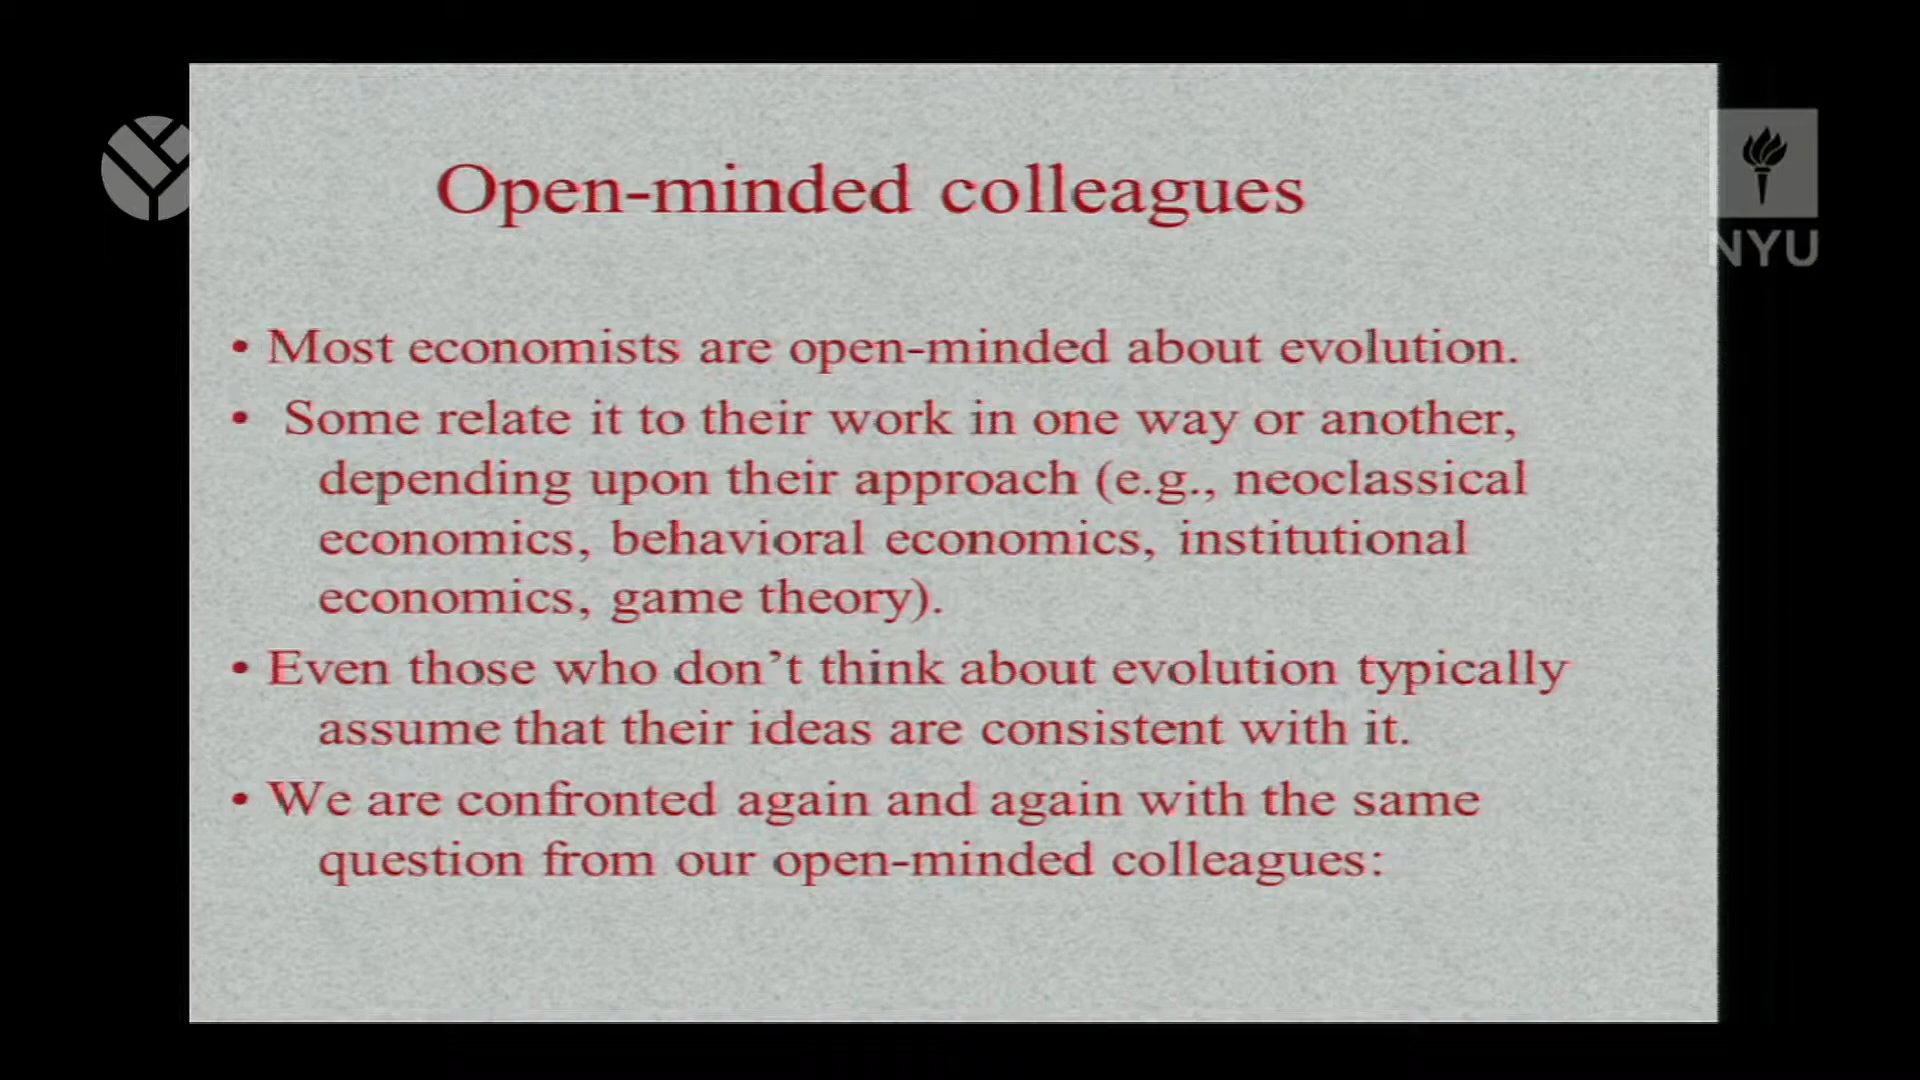 Open-minded colleagues
• Most economists are open-minded about evolution.
• Some relate it to their work in one way or another,
depending upon their approach (e.g., neoclassical
economics, behavioral economics, institutional
economics, game theory).
• Even those who don’t think about evolution typically
assume that their ideas are consistent with it.
• We are confronted again and again with the same
question from our open-minded colleagues:
NYU